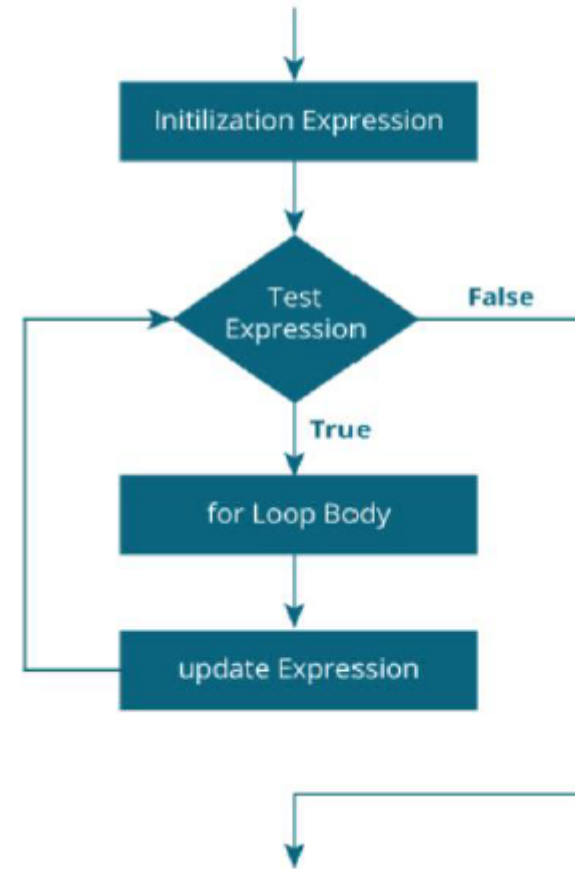 Initilization Expression
Test
Expression
False
True
for Loop Body
update Expression